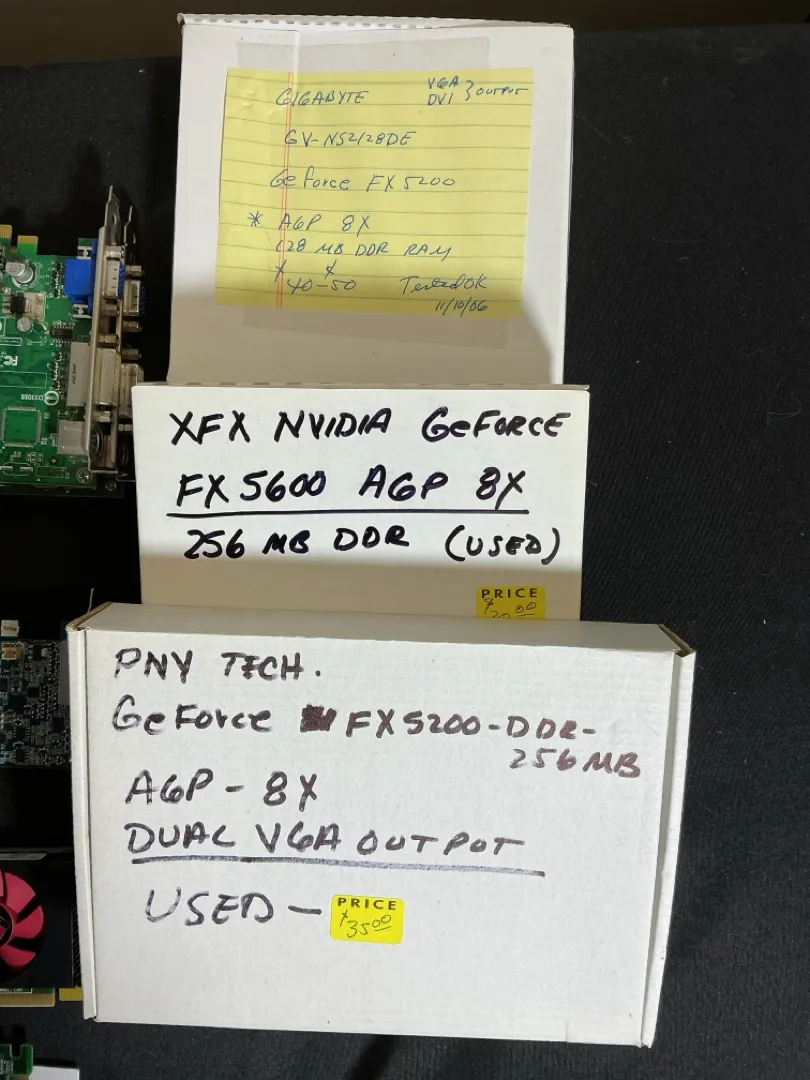 GIGABYTE VGA DVI } OUTPUT
GV-N52128DE
GeForce FX 5200
* AGP 8X
128 MB DDR RAM
$40-$50 Tested OK
11/10/06
XFX NVIDIA GeFORCE
FX 5600 AGP 8X
256 MB DDR (USED)
PRICE
PNY TECH.
GeForce FX5200-DDR-
256MB
AGP - 8X
DUAL VGA OUTPUT
USED -
PRICE
$35.00